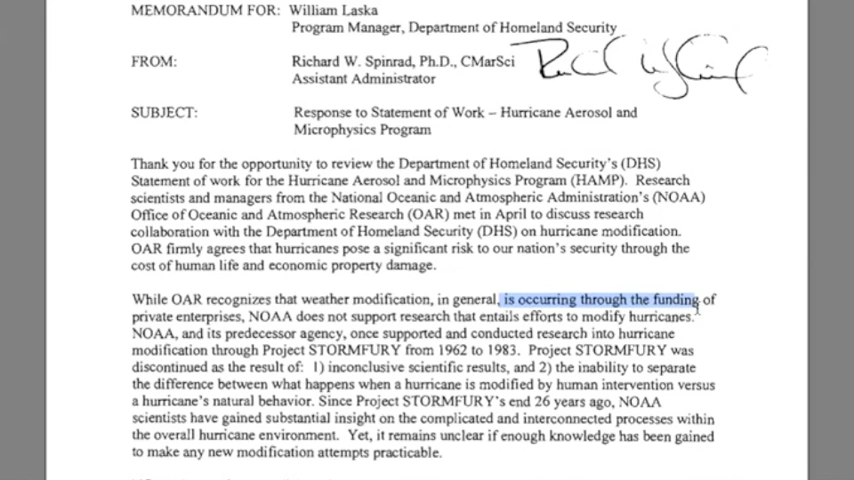 MEMORANDUM FOR: William Laska
Program Manager, Department of Homeland Security
FROM: Richard W. Spinrad, Ph.D., CMarSci
Assistant Administrator
SUBJECT: Response to Statement of Work – Hurricane Aerosol and
Microphysics Program
Thank you for the opportunity to review the Department of Homeland Security's (DHS)
Statement of work for the Hurricane Aerosol and Microphysics Program (HAMP). Research
scientists and managers from the National Oceanic and Atmospheric Administration's (NOAA)
Office of Oceanic and Atmospheric Research (OAR) met in April to discuss research
collaboration with the Department of Homeland Security (DHS) on hurricane modification.
OAR firmly agrees that hurricanes pose a significant risk to our nation's security through the
cost of human life and economic property damage.
While OAR recognizes that weather modification, in general, is occurring through the funding of
private enterprises, NOAA does not support research that entails efforts to modify hurricanes.
NOAA, and its predecessor agency, once supported and conducted research into hurricane
modification through Project STORMFURY from 1962 to 1983. Project STORMFURY was
discontinued as the result of: 1) inconclusive scientific results, and 2) the inability to separate
the difference between what happens when a hurricane is modified by human intervention versus
a hurricane's natural behavior. Since Project STORMFURY's end 26 years ago, NOAA
scientists have gained substantial insight on the complicated and interconnected processes within
the overall hurricane environment. Yet, it remains unclear if enough knowledge has been gained
to make any new modification attempts practicable.